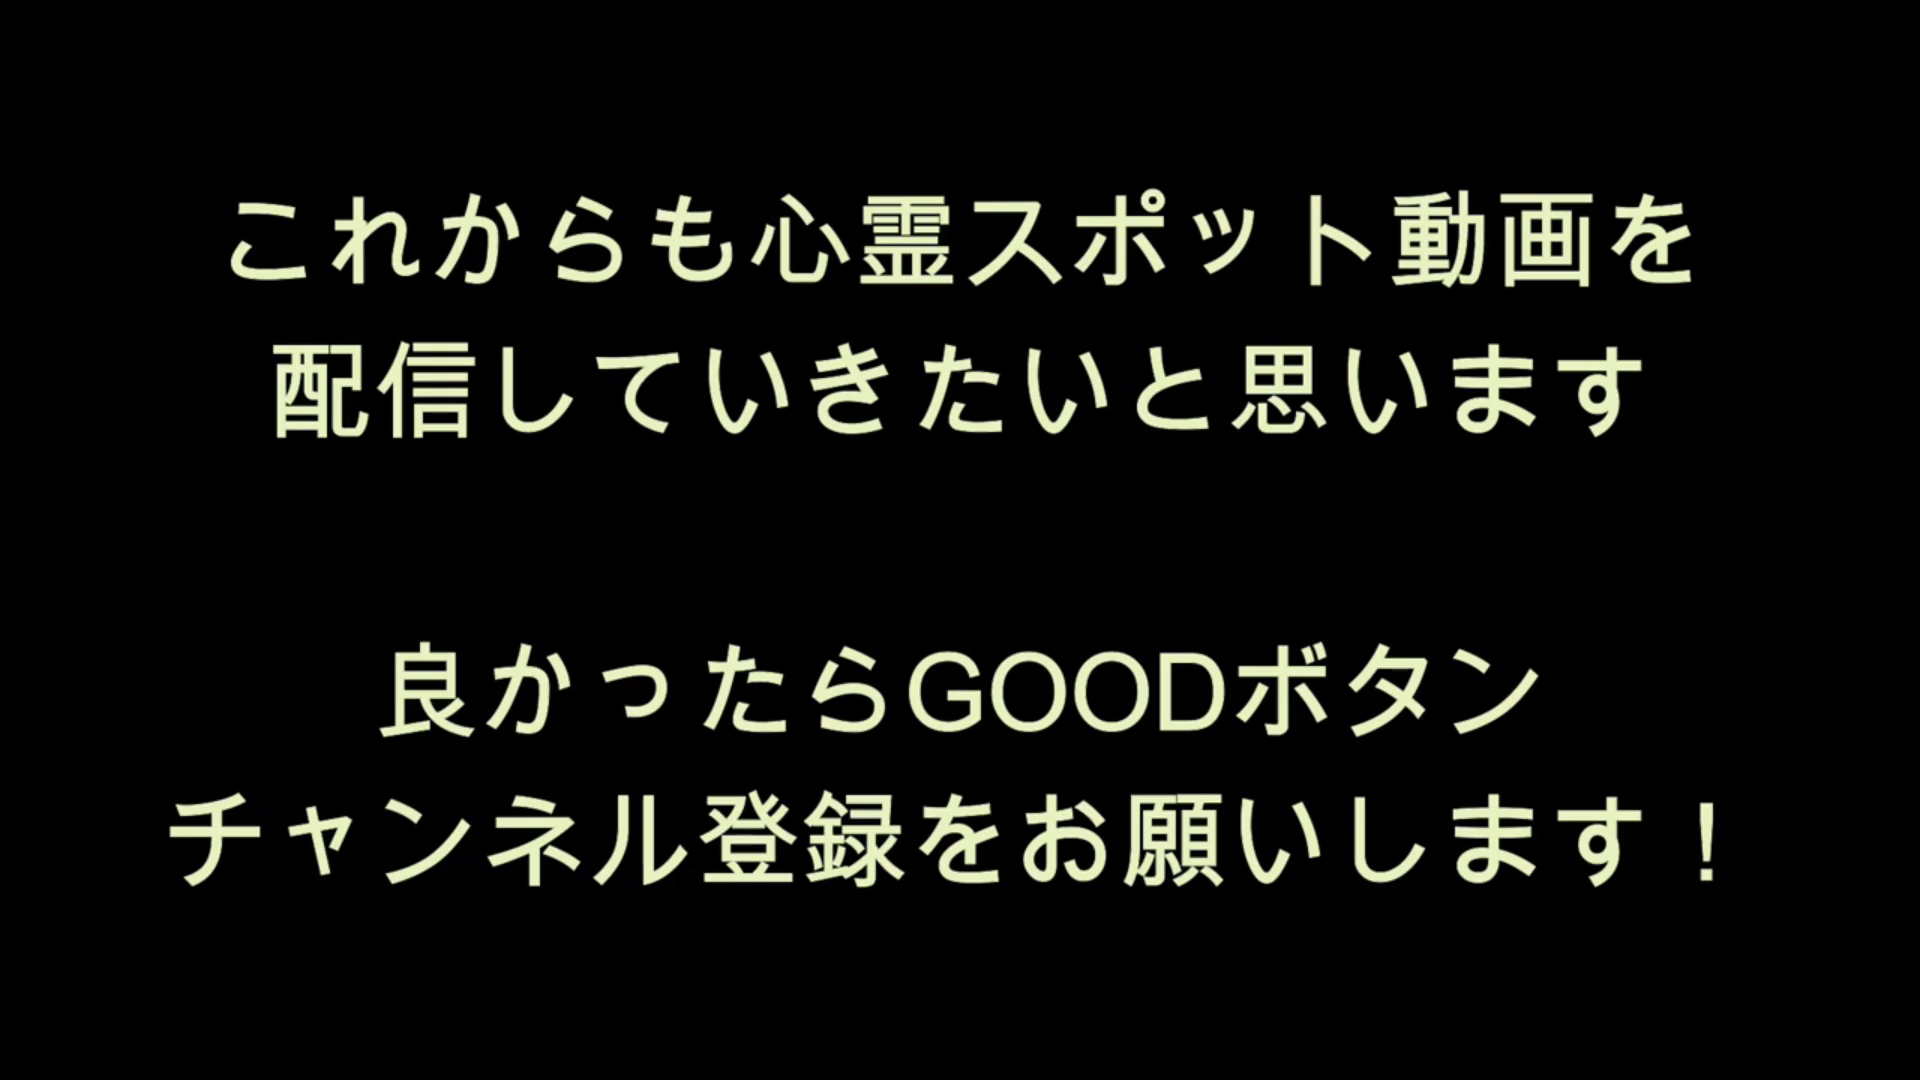 これからも心霊スポット動画を
配信していきたいと思います
良かったらGOODボタン
チャンネル登録をお願いします！